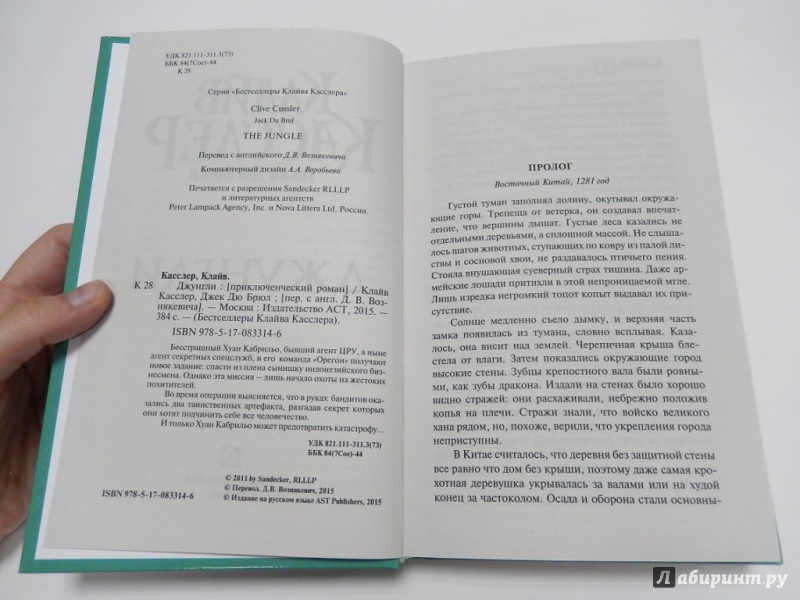 УДК 821.111-311.3(73)
ББК 84(7Сое)-44
К 28
Серия «Бестселлеры Клайва Касслера»
Clive Cussler
Jack Du Brul
THE JUNGLE
Перевод с английского Д.В. Вознякевича
Компьютерный дизайн А.А. Воробьева
Печатается с разрешения Sandecker RLLLP
и литературных агентств
Peter Lampack Agency, Inc. и Nova Littera Ltd, Россия.
Касслер, Клайв.
К 28 Джунгли : [приключенческий роман] / Клайв
Касслер, Джек Дю Брюл ; [пер. с англ. Д. В. Воз-
някевича]. — Москва : Издательство АСТ, 2015. —
384 с. — (Бестселлеры Клайва Касслера).
ISBN 978-5-17-083314-6
Бесстрашный Хуан Кабрильо, бывший агент ЦРУ, а ныне
агент секретных спецслужб, и его команда «Орегон» получают
новое задание: спасти из плена сынишку индонезийского биз-
несмена. Однако эта миссия – лишь начало охоты на жестоких
похитителей.
Во время операции выясняется, что в руках бандитов ока-
зались два таинственных артефакта, разгадав секрет которых
они хотят подчинить себе все человечество.
И только Хуан Кабрильо может предотвратить катастрофу...
УДК 821.111-311.3(73)
ББК 84(7Сое)-44
© 2011 by Sandecker, RLLLP
© Перевод. Д.В. Вознякевич, 2015
ISBN 978-5-17-083314-6 © Издание на русском языке AST Publishers, 2015
ПРОЛОГ
Восточный Китай, 1281 год
Густой туман заполнял долину, окутывал окружа-
ющие горы. Трепеща от ветерка, он создавал впечат-
ление, что вершины дышат. Густые леса казались не
отдельными деревьями, а сплошной массой. Не слыша-
лось шагов животных, ступающих по ковру из палой ли-
ствы и сосновой хвои, не раздавалось птичьего пения.
Стояла внушающая суеверный страх тишина. Даже ар-
мейские лошади притихли в этой непроницаемой мгле.
Лишь изредка негромкий топот копыт выдавал их при-
сутствие.
Солнце медленно съело дымку, и верхняя часть
замка появилась из тумана, словно всплывая. Каза-
лось, она висит над землей. Черепичная крыша бле-
стела от влаги. Затем показались окружающие город
высокие стены. Зубцы крепостного вала были ровны-
ми, как зубы дракона. Издали на стенах было хорошо
видно стражей: они расхаживали, небрежно положив
копья на плечи. Стражи знали, что войско великого
хана рядом, но, похоже, верили, что укрепления города
неприступны.
В Китае считалось, что деревня без защитной стены
все равно что дом без крыши, поэтому даже самая кро-
хотная деревушка укрывалась за валами или на худой
конец за частоколом. Осада и оборона стали основны-
Лабиринт.ру